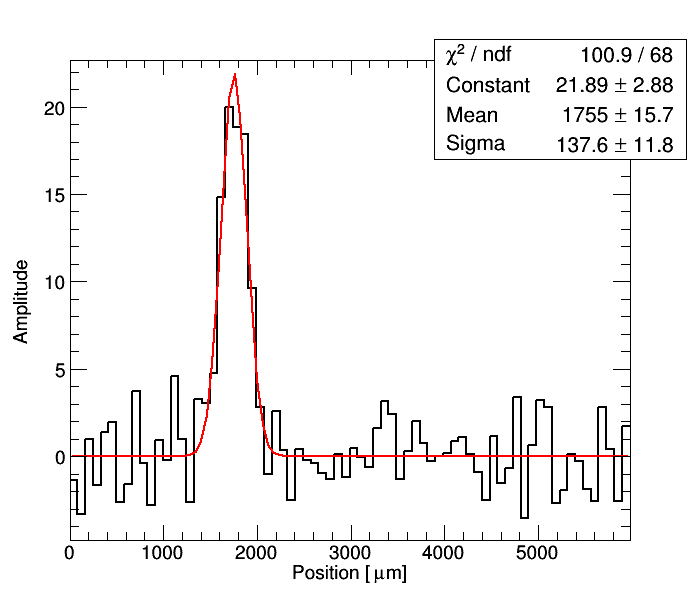 χ² / ndf 100.9 / 68
Constant 21.89 ± 2.88
Mean 1755 ± 15.7
Sigma 137.6 ± 11.8
20
15
10
5
0
Amplitude
0 1000 2000 3000 4000 5000
Position [ μm]